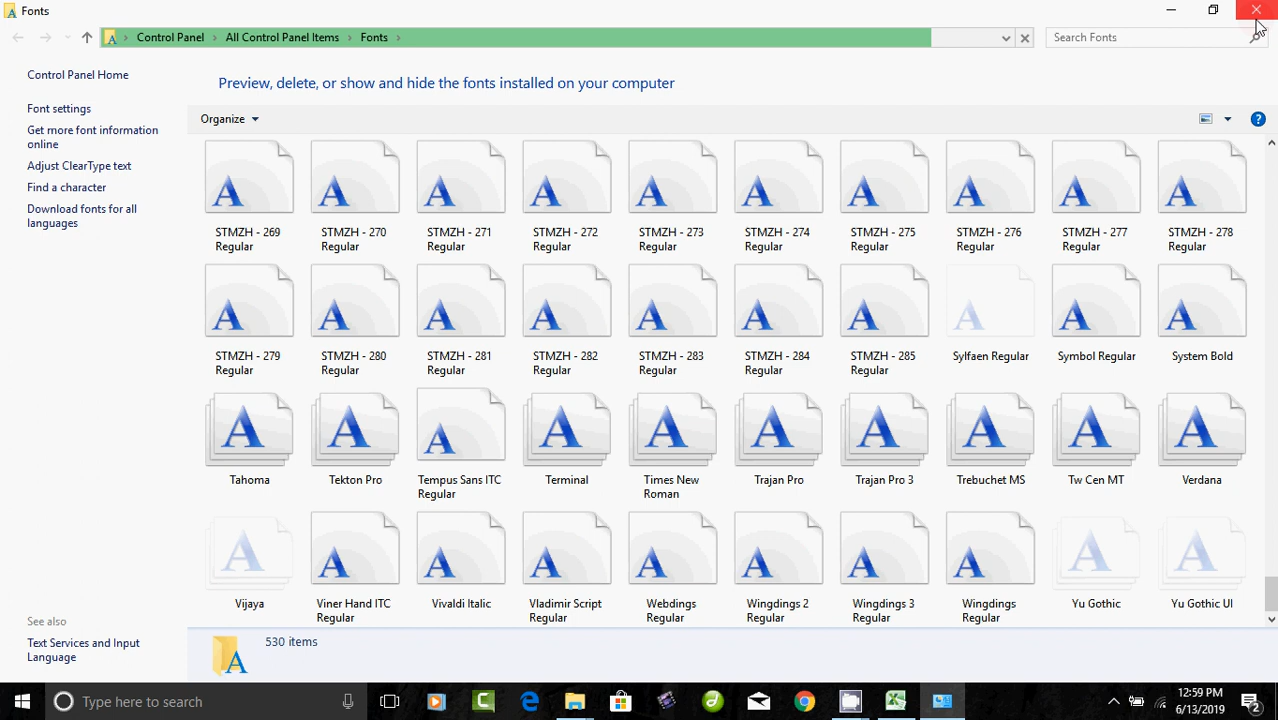 Fonts
Control Panel
All Control Panel Items
Fonts
Search Fonts
Control Panel Home
Font settings
Get more font information
online
Adjust ClearType text
Find a character
Download fonts for all
languages
See also
Text Services and Input
Language
Preview, delete, or show and hide the fonts installed on your computer
Organize
STMZH - 269
Regular
STMZH - 270
Regular
STMZH - 271
Regular
STMZH - 272
Regular
STMZH - 273
Regular
STMZH - 274
Regular
STMZH - 275
Regular
STMZH - 276
Regular
STMZH - 277
Regular
STMZH - 278
Regular
STMZH - 279
Regular
STMZH - 280
Regular
STMZH - 281
Regular
STMZH - 282
Regular
STMZH - 283
Regular
STMZH - 284
Regular
STMZH - 285
Regular
Sylfaen Regular
Symbol Regular
System Bold
Tahoma
Tekton Pro
Tempus Sans ITC
Regular
Terminal
Times New
Roman
Trajan Pro
Trajan Pro 3
Trebuchet MS
Tw Cen MT
Verdana
Vijaya
Viner Hand ITC
Regular
Vivaldi Italic
Vladimir Script
Regular
Webdings
Regular
Wingdings 2
Regular
Wingdings 3
Regular
Wingdings
Regular
Yu Gothic
Yu Gothic UI
530 items
Type here to search
12:59 PM
6/13/2019
2